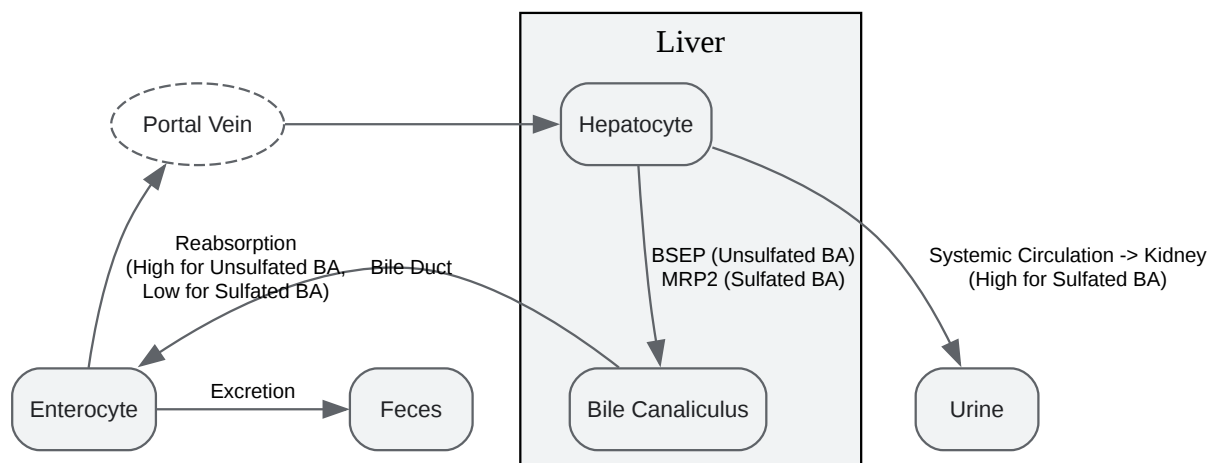 Liver
Portal Vein
Hepatocyte
Reabsorption
(High for Unsulfated BA,
Low for Sulfated BA)
Bile Duct
BSEP (Unsulfated BA)
MRP2 (Sulfated BA)
Systemic Circulation -> Kidney
(High for Sulfated BA)
Enterocyte
Excretion
Feces
Bile Canaliculus
Urine